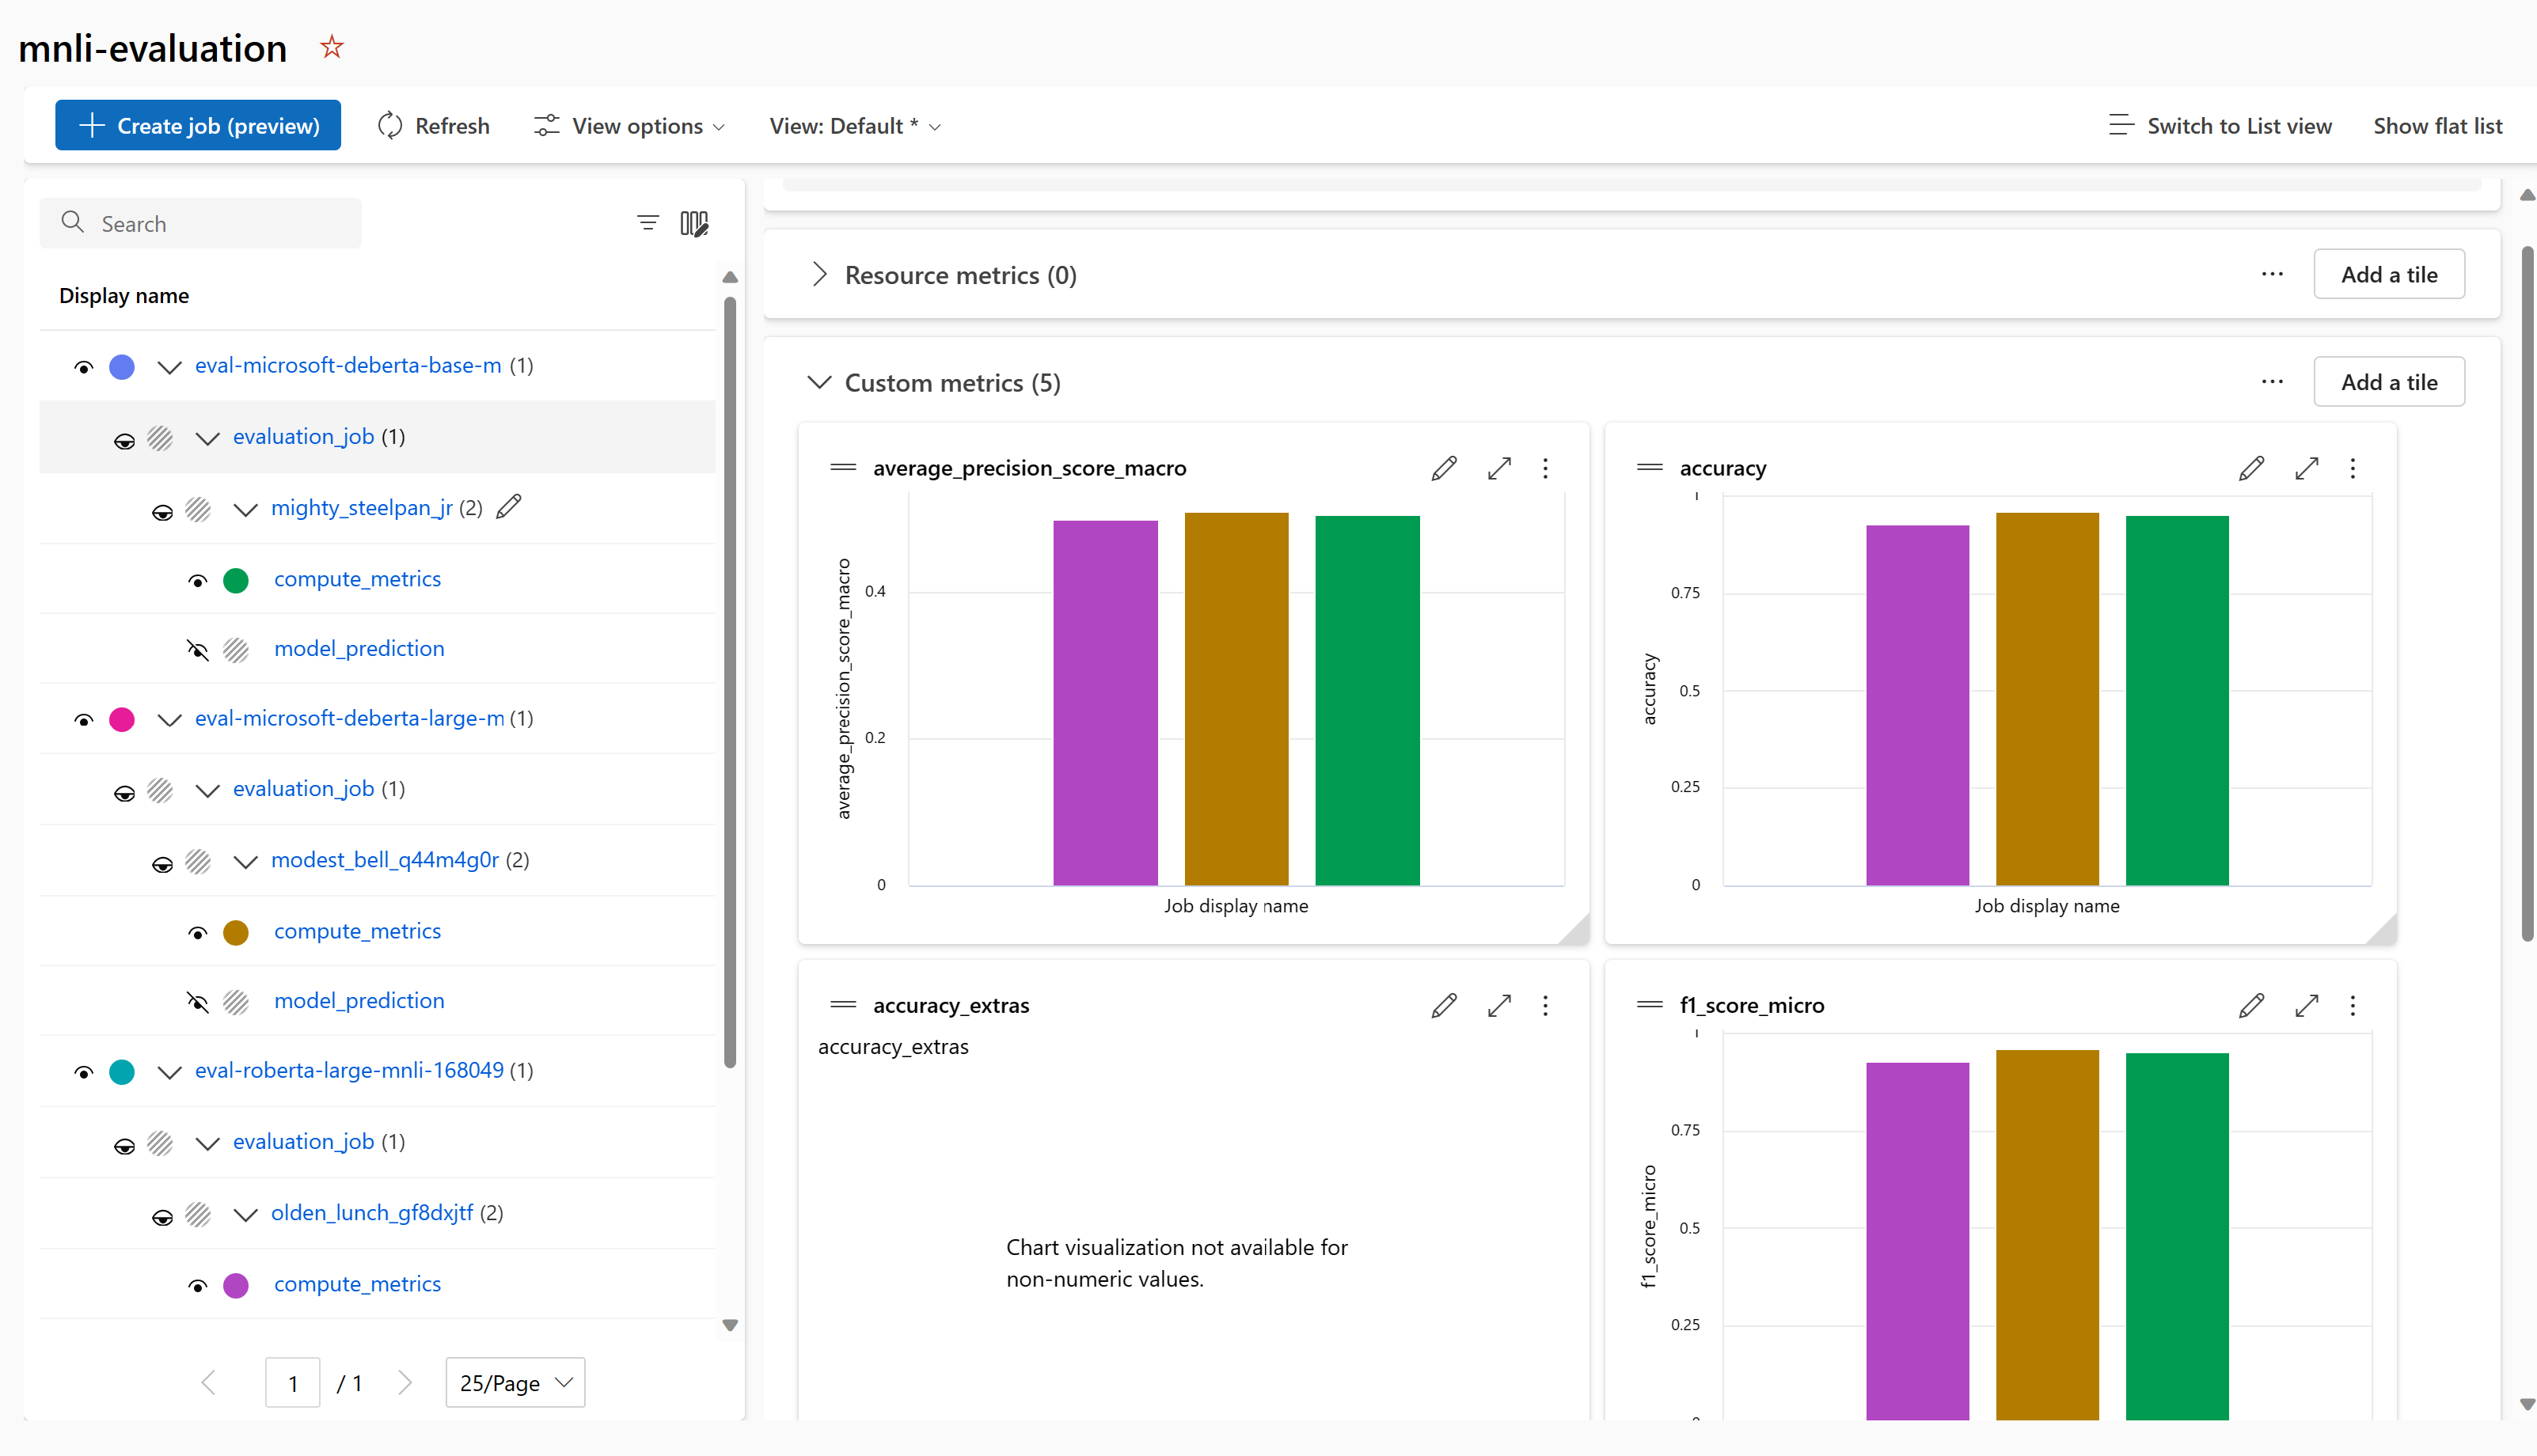 mnli-evaluation
Create job (preview)
Refresh
View options
View: Default *
Switch to List view
Show flat list
Search
Display name
eval-microsoft-deberta-base-m (1)
evaluation_job (1)
mighty_steelpan_jr (2)
compute_metrics
model_prediction
eval-microsoft-deberta-large-m (1)
evaluation_job (1)
modest_bell_q44m4g0r (2)
compute_metrics
model_prediction
eval-roberta-large-mnli-168049 (1)
evaluation_job (1)
olden_lunch_gf8dxjtf (2)
compute_metrics
1 / 1
25/Page
Resource metrics (0)
Add a tile
Custom metrics (5)
Add a tile
average_precision_score_macro
average_precision_score_macro
0.4
0.2
0
Job display name
accuracy
accuracy
1
0.75
0.5
0.25
0
Job display name
accuracy_extras
accuracy_extras
Chart visualization not available for
non-numeric values.
f1_score_micro
f1_score_micro
1
0.75
0.5
0.25
0